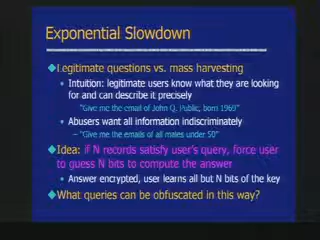 Exponential Slowdown
Legitimate questions vs. mass harvesting
• Intuition: legitimate users know what they are looking
for and can describe it precisely
"Give me the email of John Q. Public, born 1969"
• Abusers want all information indiscriminately
– "Give me the emails of all males under 50"
Idea: if N records satisfy user's query, force user
to guess N bits to compute the answer
• Answer encrypted, user learns all but N bits of the key
What queries can be obfuscated in this way?